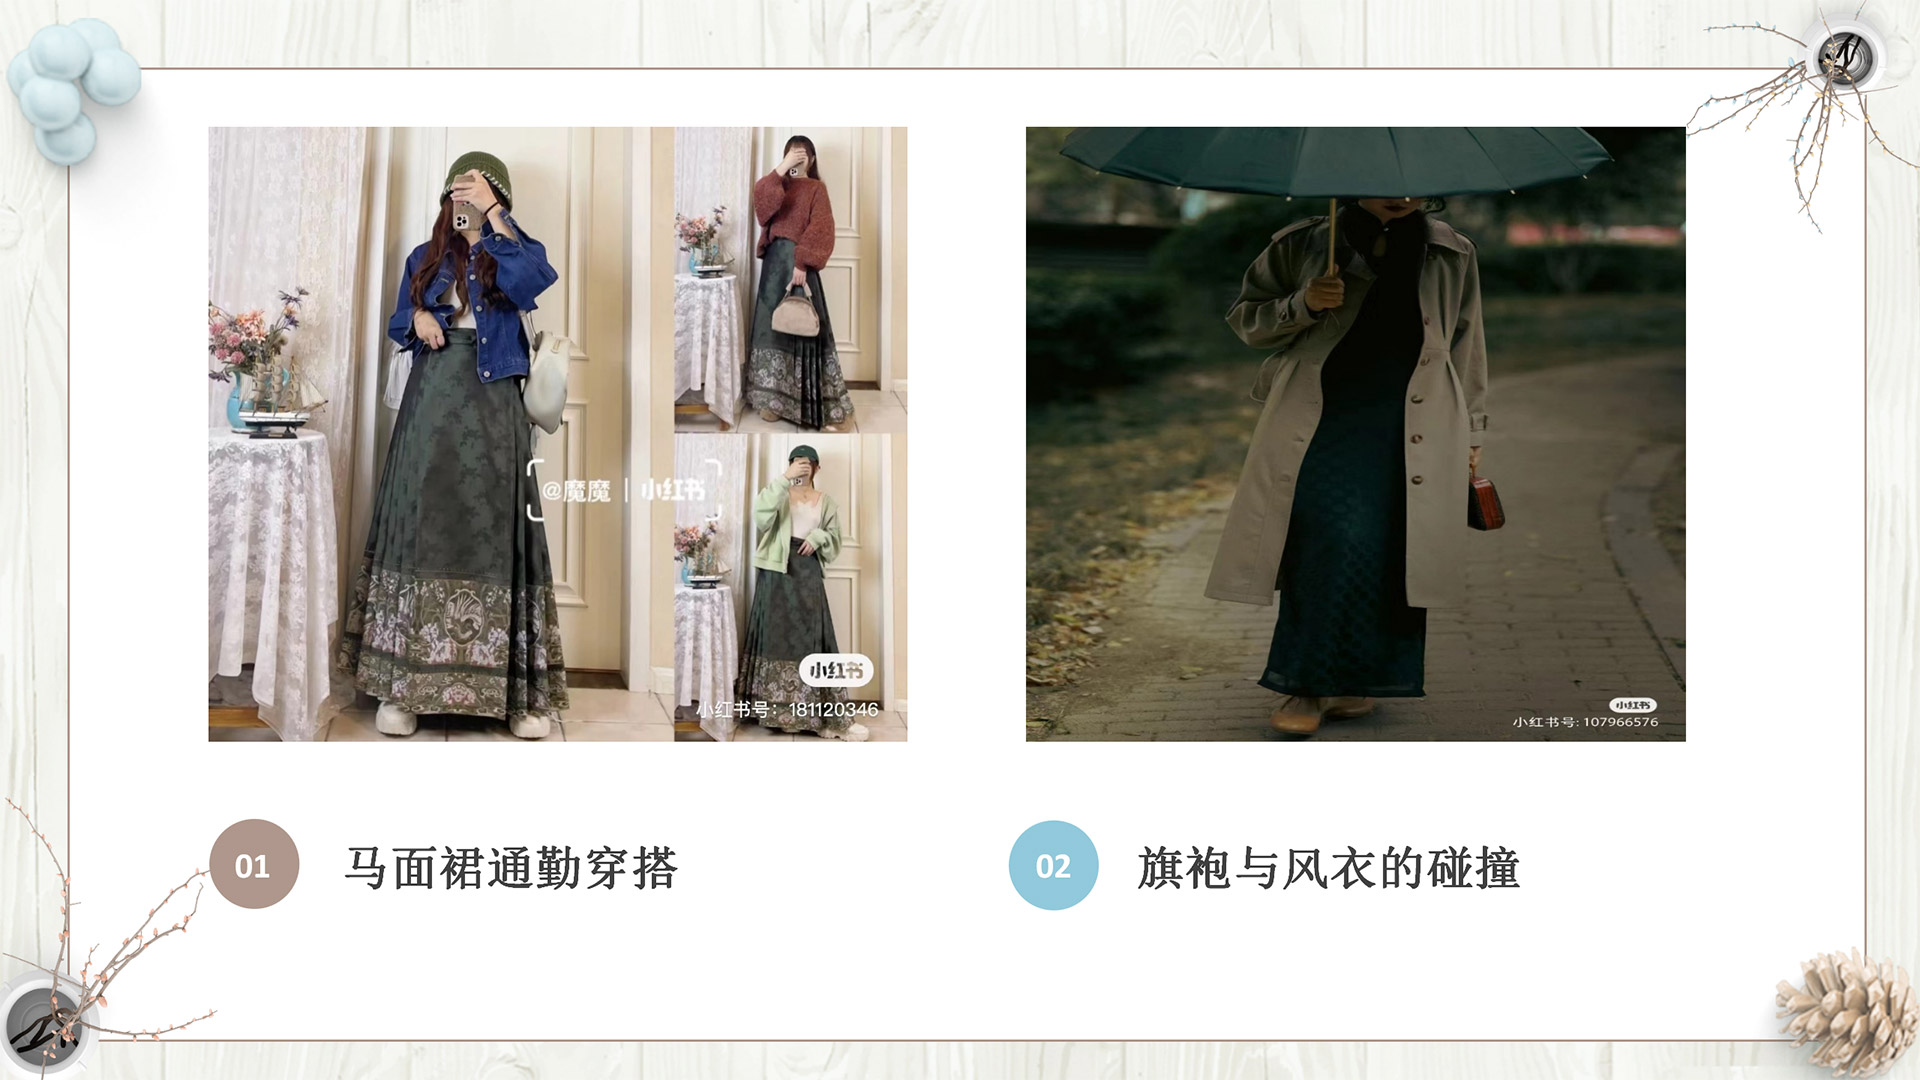 @魔魔 | 小红书
小红书
小红书号：181120346
小红书
小红书号: 107966576
01
马面裙通勤穿搭
02
旗袍与风衣的碰撞